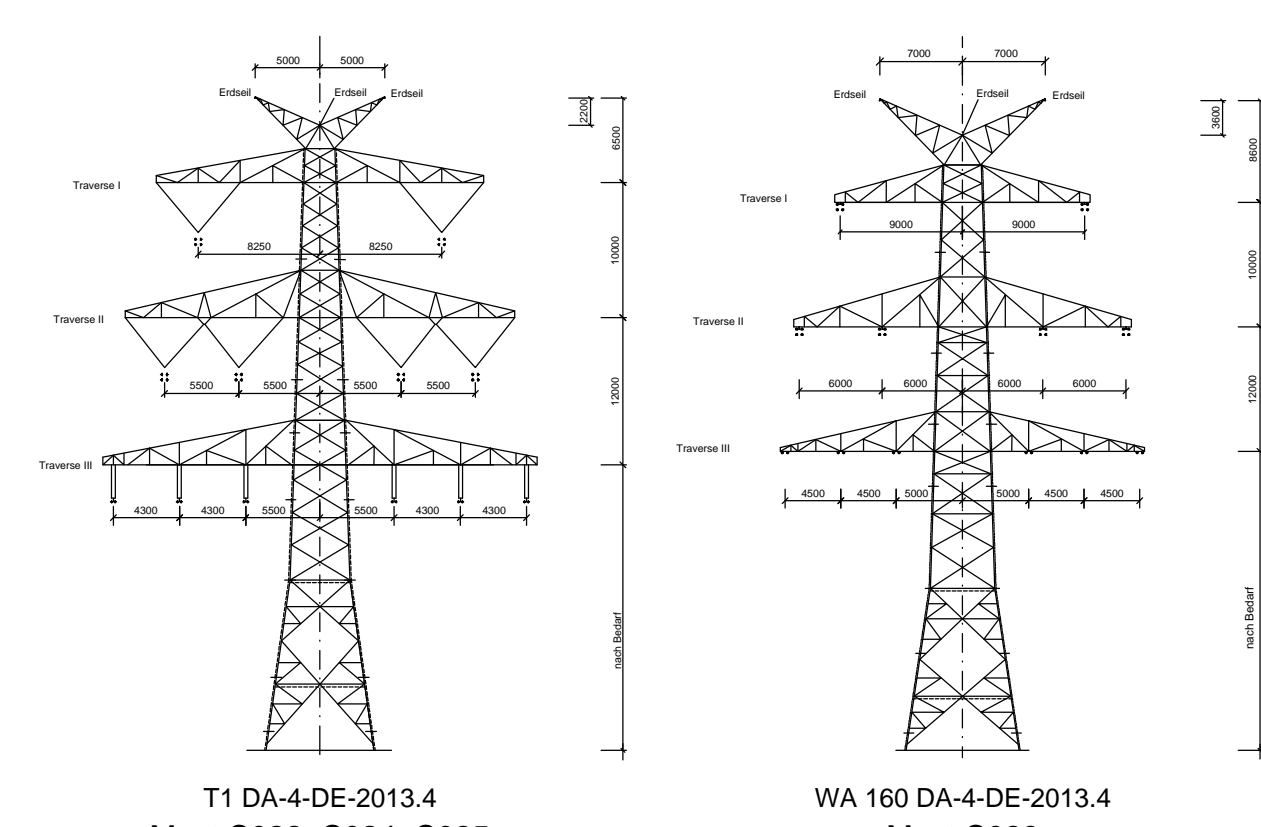 5000 5000
Erdseil Erdseil Erdseil
2200
6500
Traverse I
8250 8250
10000
Traverse II
5500 5500 5500 5500
12000
Traverse III
4300 4300 5500 5500 4300 4300
nach Bedarf
T1 DA-4-DE-2013.4
7000 7000
Erdseil Erdseil Erdseil
3600
8600
Traverse I
9000 9000
10000
Traverse II
6000 6000 6000 6000
12000
Traverse III
4500 4500 5000 5000 4500 4500
nach Bedarf
WA 160 DA-4-DE-2013.4